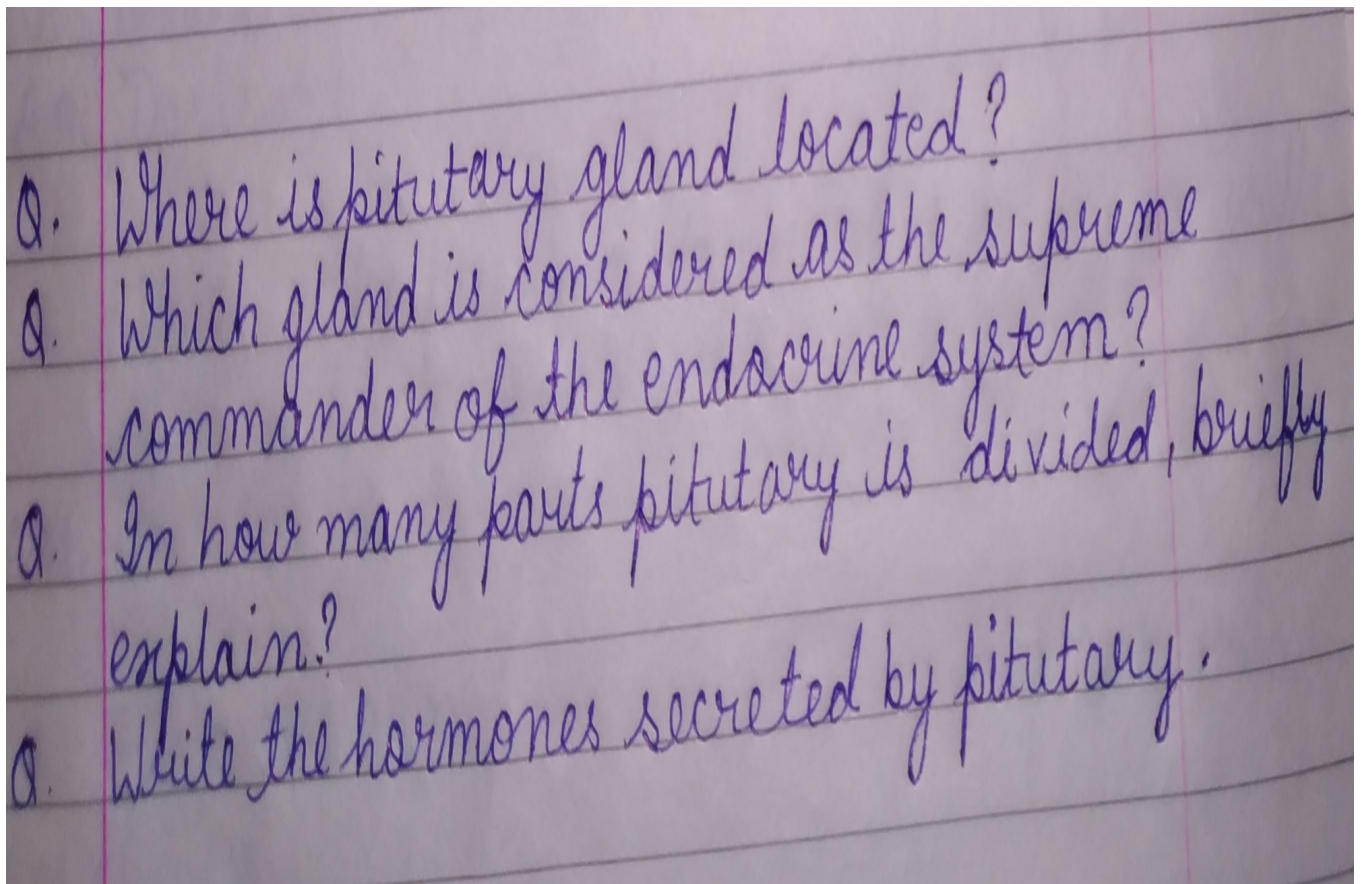 Q. Where is pitutary gland located?
Q. Which gland is considered as the supreme
commander of the endocrine system?
Q. In how many parts pitutary is divided, briefly
explain?
Q. Write the hormones secreted by pitutary.